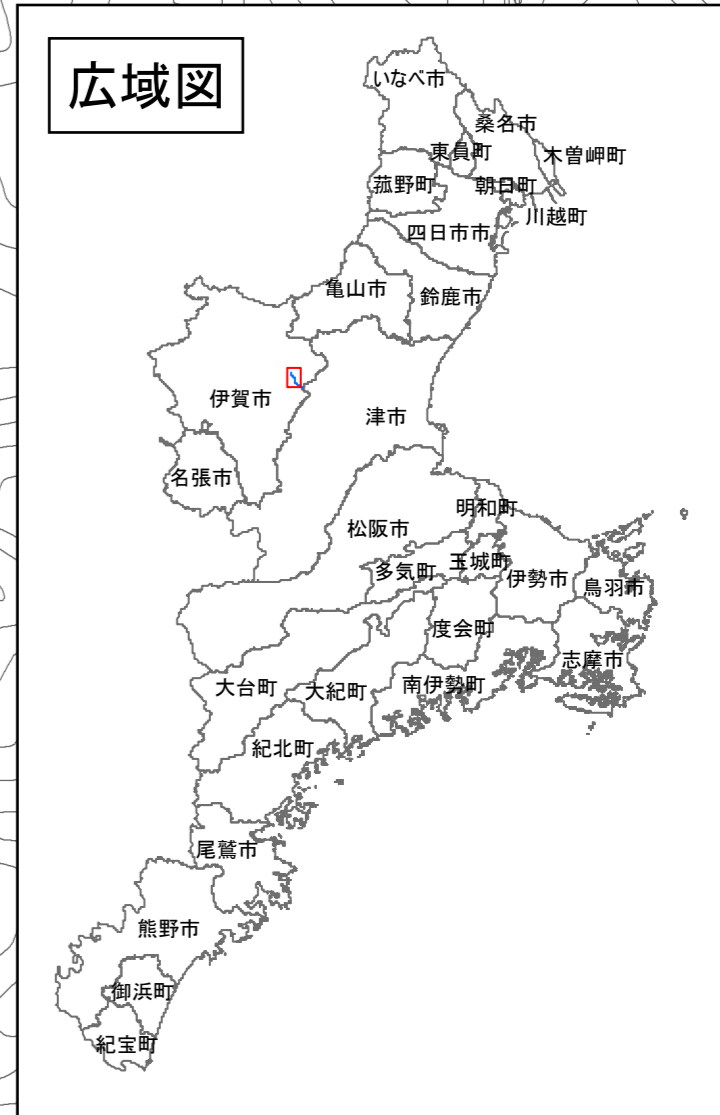 広域図
いなべ市
桑名市
東員町
木曽岬町
菰野町
朝日町
川越町
四日市市
亀山市
鈴鹿市
伊賀市
津市
名張市
明和町
松阪市
玉城町
多気町
伊勢市
鳥羽市
度会町
志摩市
大台町
大紀町
南伊勢町
紀北町
尾鷲市
熊野市
御浜町
紀宝町